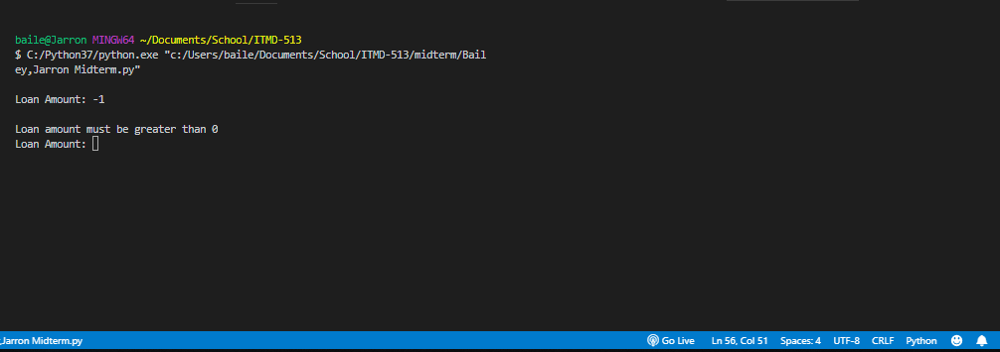 baile@Jarron MINGW64 ~/Documents/School/ITMD-513
$ C:/Python37/python.exe "c:/Users/baile/Documents/School/ITMD-513/midterm/Bail
ey,Jarron Midterm.py"
Loan Amount: -1
Loan amount must be greater than 0
Loan Amount:
,Jarron Midterm.py Go Live Ln 56, Col 51 Spaces: 4 UTF-8 CRLF Python